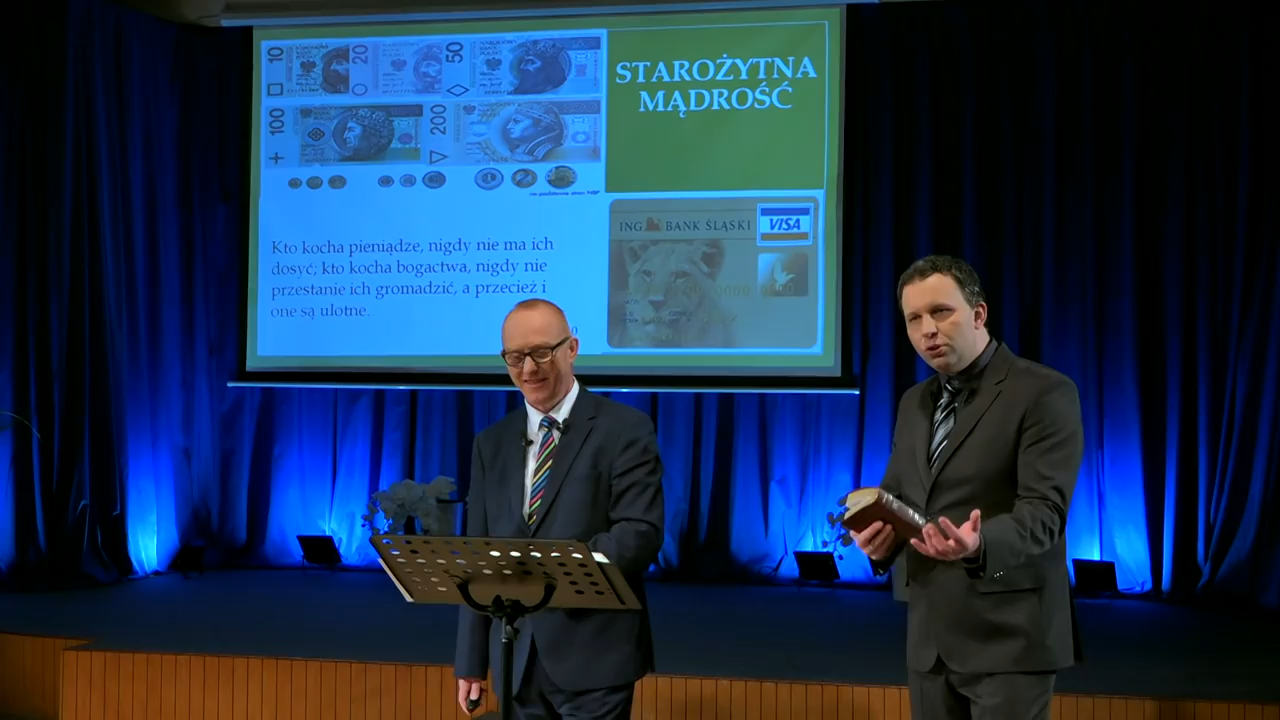 10
20
50
100
200
STAROŻYTNA
MĄDROŚĆ
ING BANK ŚLĄSKI
VISA
Kto kocha pieniądze, nigdy nie ma ich
dosyć; kto kocha bogactwa, nigdy nie
przestanie ich gromadzić, a przecież i
one są ulotne.